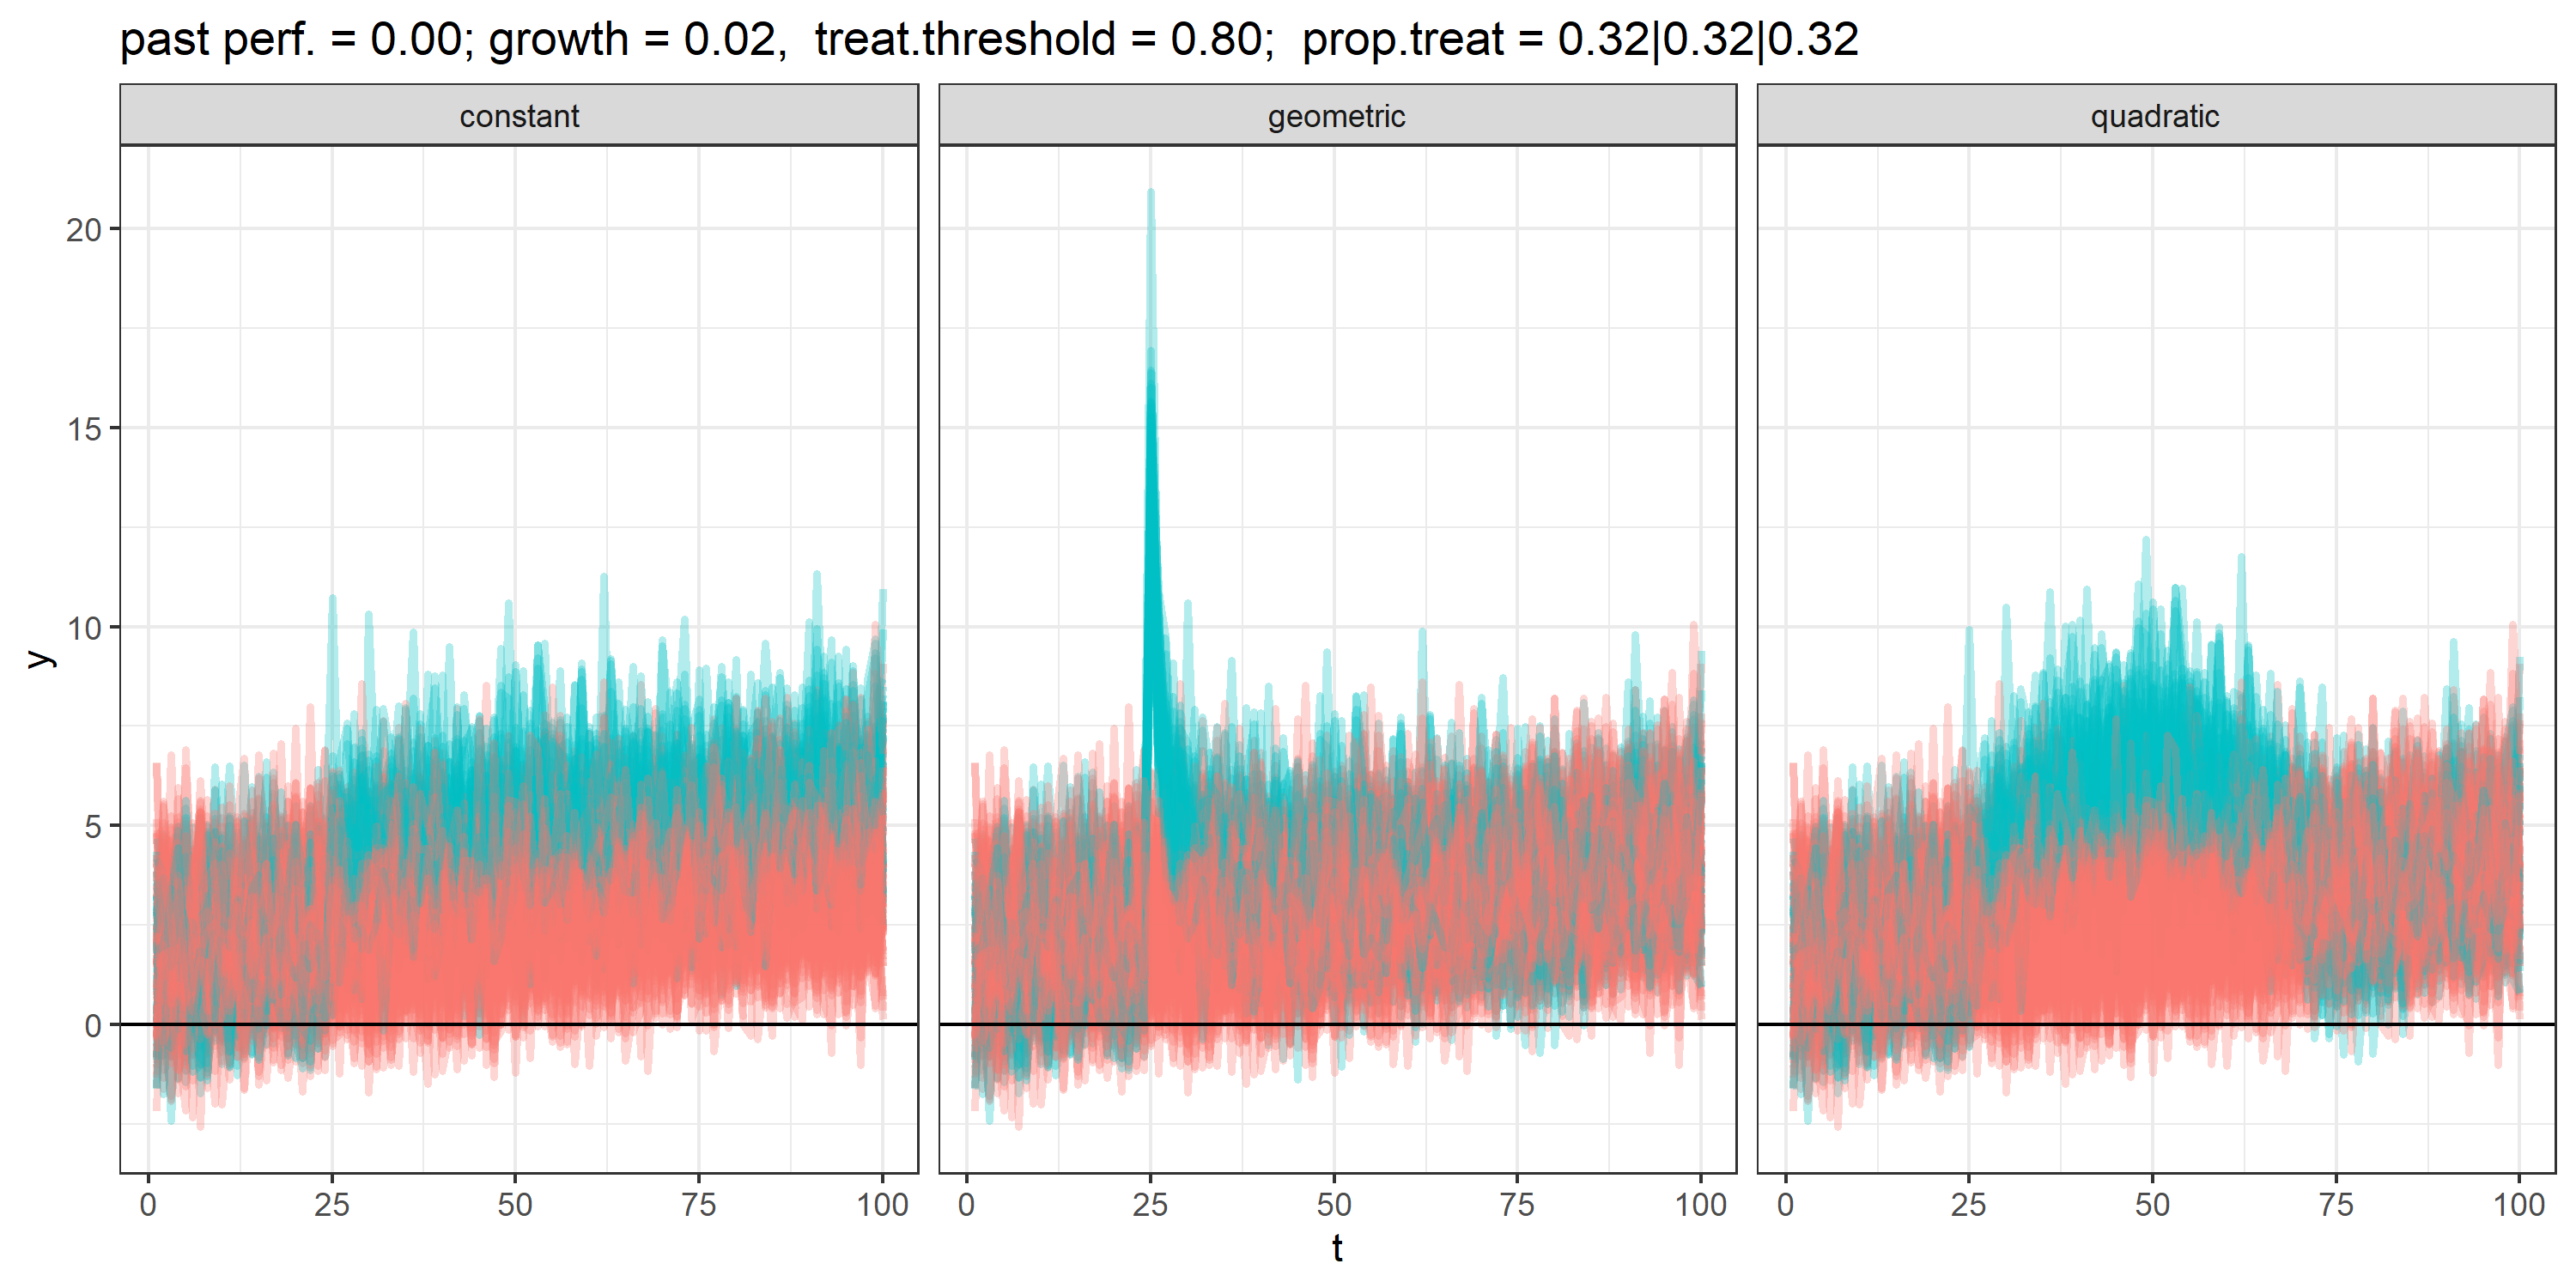 past perf. = 0.00; growth = 0.02,  treat.threshold = 0.80;  prop.treat = 0.32|0.32|0.32
constant geometric quadratic
20
15
10
5
0
y
0 25 50 75 100 0 25 50 75 100 0 25 50 75 100
t